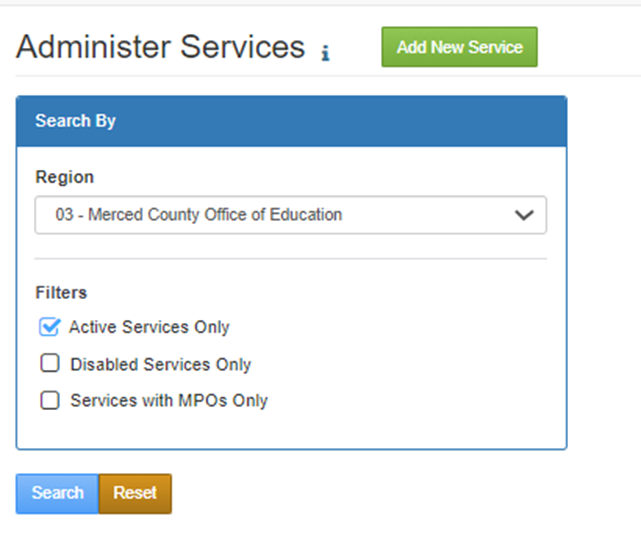 Administer Services i
Add New Service
Search By
Region
03 - Merced County Office of Education
Filters
Active Services Only
Disabled Services Only
Services with MPOs Only
Search
Reset